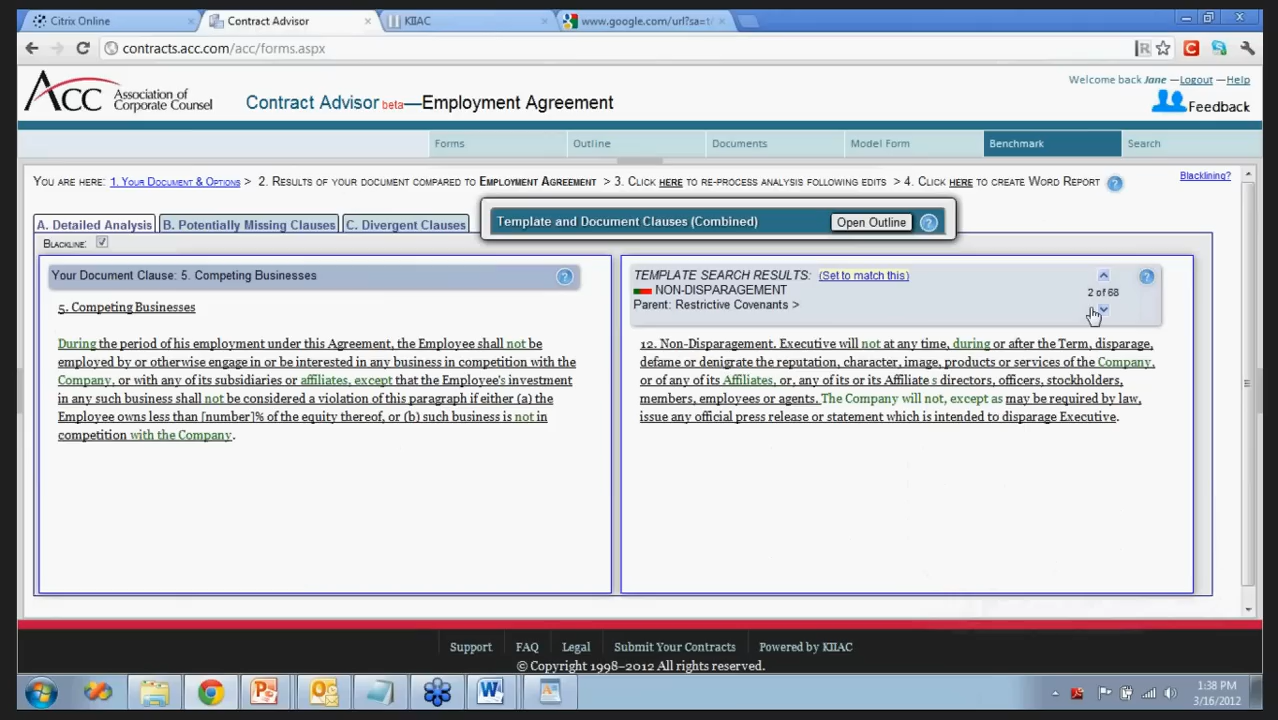 Citrix Online
Contract Advisor
KIIAC
www.google.com/url?sa=t/
contracts.acc.com/acc/forms.aspx
Welcome back Jane —Logout —Help
ACC Association of
Corporate Counsel
Contract Advisor beta—Employment Agreement
Feedback
Forms
Outline
Documents
Model Form
Benchmark
Search
YOU ARE HERE: 1. YOUR DOCUMENT & OPTIONS > 2. RESULTS OF YOUR DOCUMENT COMPARED TO EMPLOYMENT AGREEMENT > 3. CLICK HERE TO RE-PROCESS ANALYSIS FOLLOWING EDITS > 4. CLICK HERE TO CREATE WORD REPORT ?
Blacklining?
A. Detailed Analysis
B. Potentially Missing Clauses
C. Divergent Clauses
Template and Document Clauses (Combined)
Open Outline
?
BLACKLINE:
Your Document Clause: 5. Competing Businesses ?
5. Competing Businesses
During the period of his employment under this Agreement, the Employee shall not be
employed by or otherwise engage in or be interested in any business in competition with the
Company, or with any of its subsidiaries or affiliates, except that the Employee's investment
in any such business shall not be considered a violation of this paragraph if either (a) the
Employee owns less than [number]% of the equity thereof, or (b) such business is not in
competition with the Company.
TEMPLATE SEARCH RESULTS: (Set to match this)
NON-DISPARAGEMENT
Parent: Restrictive Covenants >
2 of 68
?
12. Non-Disparagement. Executive will not at any time, during or after the Term, disparage,
defame or denigrate the reputation, character, image, products or services of the Company,
or of any of its Affiliates, or, any of its or its Affiliate s directors, officers, stockholders,
members, employees or agents. The Company will not, except as may be required by law,
issue any official press release or statement which is intended to disparage Executive.
Support
FAQ
Legal
Submit Your Contracts
Powered by KIIAC
© Copyright 1998–2012 All rights reserved.
1:38 PM
3/16/2012